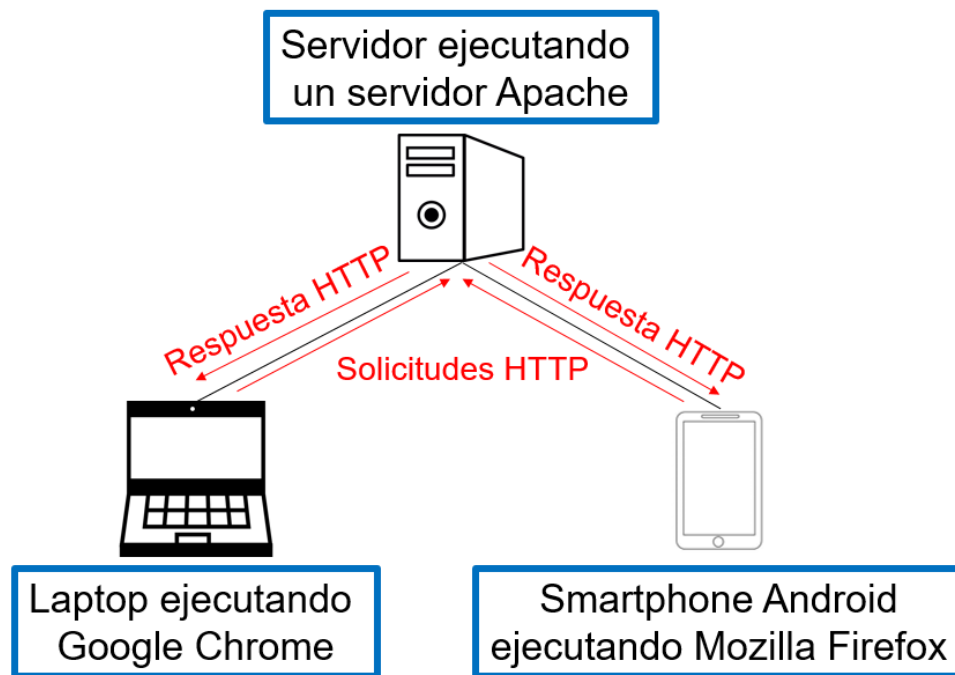 Servidor ejecutando
un servidor Apache
Respuesta HTTP
Respuesta HTTP
Solicitudes HTTP
Laptop ejecutando
Google Chrome
Smartphone Android
ejecutando Mozilla Firefox